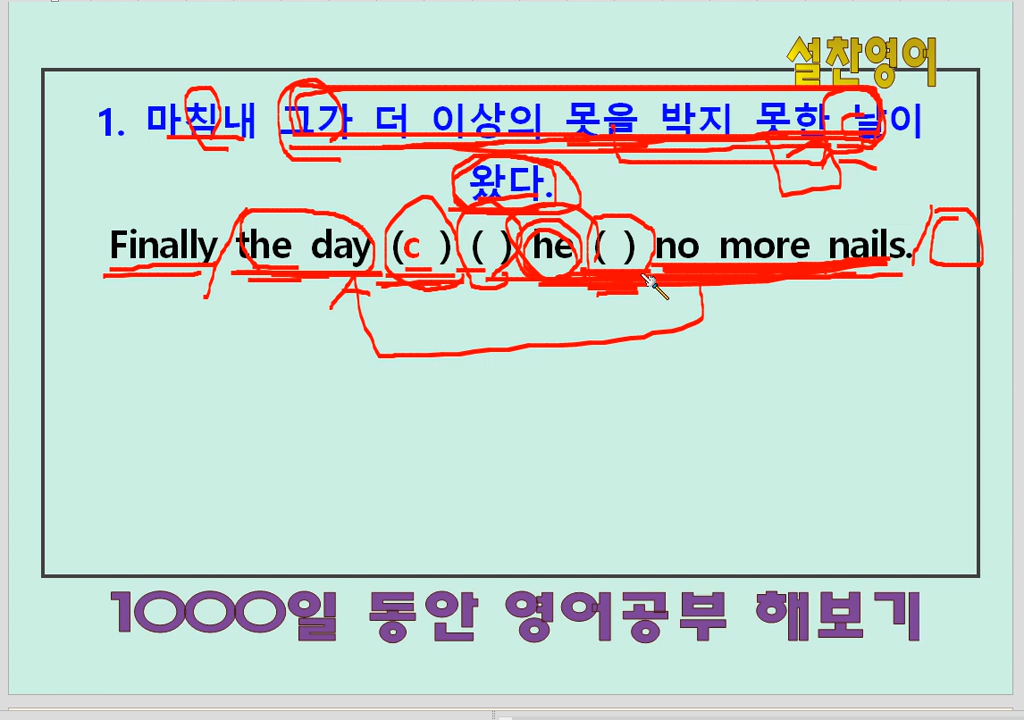 설찬영어
1. 마침내 그가 더 이상의 못을 박지 못한 날이
왔다.
Finally the day (c ) ( ) he ( ) no more nails.
1000일 동안 영어공부 해보기